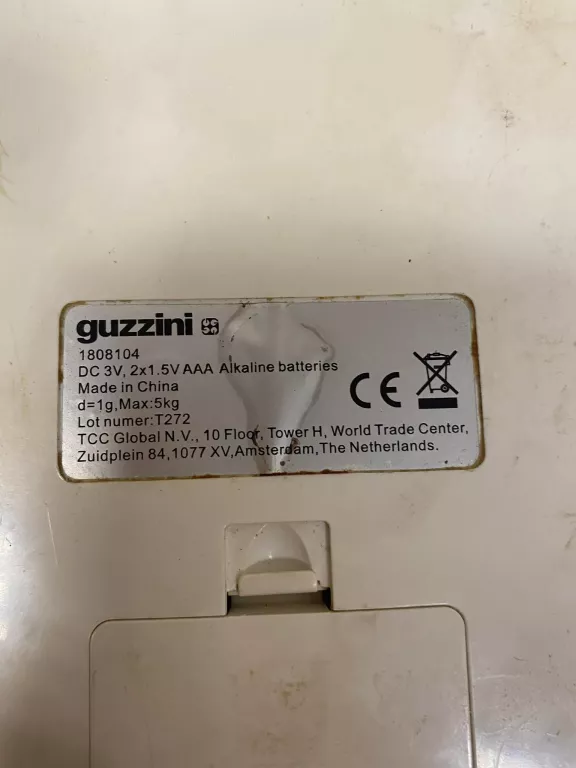 guzzini
1808104
DC 3V, 2x1.5V AAA Alkaline batteries
Made in China
d=1g,Max:5kg
Lot numer:T272
TCC Global N.V., 10 Floor, Tower H, World Trade Center,
Zuidplein 84,1077 XV,Amsterdam,The Netherlands.
CE